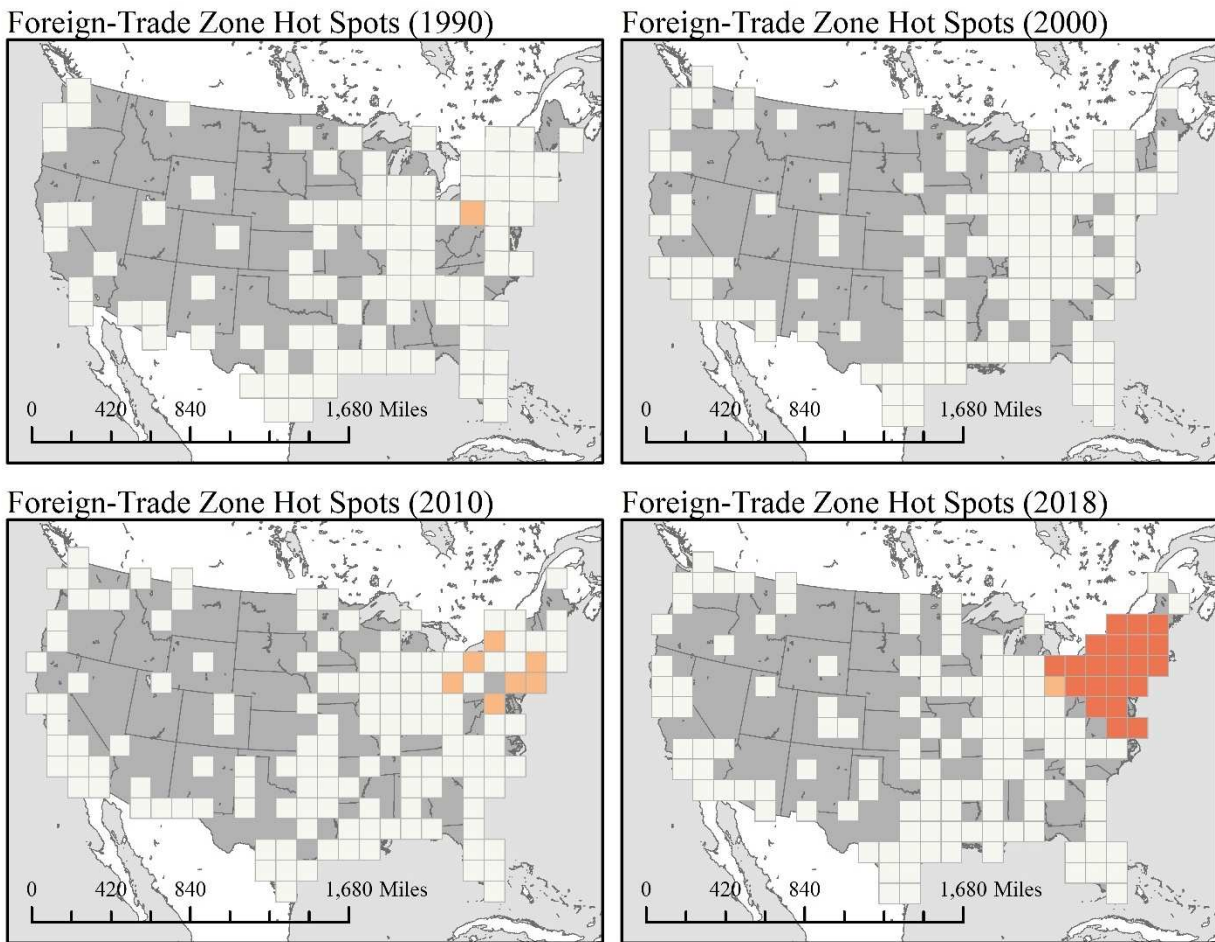 Foreign-Trade Zone Hot Spots (1990)
0 420 840 1,680 Miles
Foreign-Trade Zone Hot Spots (2000)
0 420 840 1,680 Miles
Foreign-Trade Zone Hot Spots (2010)
0 420 840 1,680 Miles
Foreign-Trade Zone Hot Spots (2018)
0 420 840 1,680 Miles